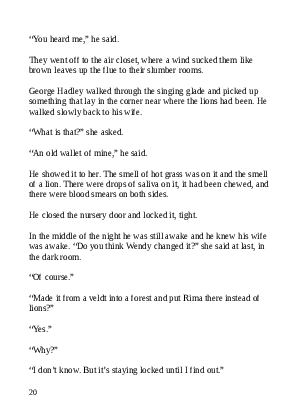 “You heard me,” he said.
They went off to the air closet, where a wind sucked them like
brown leaves up the flue to their slumber rooms.
George Hadley walked through the singing glade and picked up
something that lay in the corner near where the lions had been. He
walked slowly back to his wife.
“What is that?” she asked.
“An old wallet of mine,” he said.
He showed it to her. The smell of hot grass was on it and the smell
of a lion. There were drops of saliva on it, it had been chewed, and
there were blood smears on both sides.
He closed the nursery door and locked it, tight.
In the middle of the night he was still awake and he knew his wife
was awake. “Do you think Wendy changed it?” she said at last, in
the dark room.
“Of course.”
“Made it from a veldt into a forest and put Rima there instead of
lions?”
“Yes.”
“Why?”
“I don’t know. But it’s staying locked until I find out.”
20